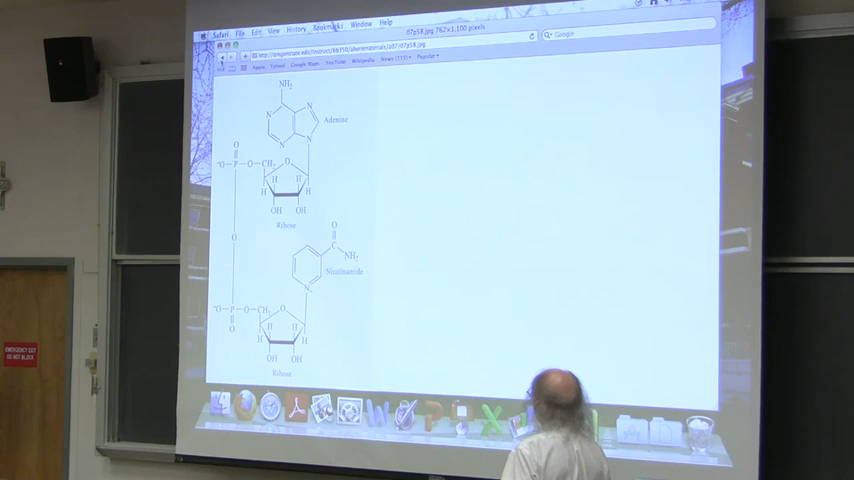 Safari File Edit View History Bookmarks Window Help
07p58.jpg 762×1,100 pixels
Google
Apple Yahoo! Google Maps YouTube Wikipedia News Popular
NH₂
N
N
Adenine
N
N
O
⁻O P O CH₂ O
H H
H H
OH OH
Ribose
O
O
C
NH₂
Nicotinamide
N
⁻O P O CH₂ O
O
H H
H H
OH OH
Ribose
EMERGENCY EXIT
DO NOT BLOCK